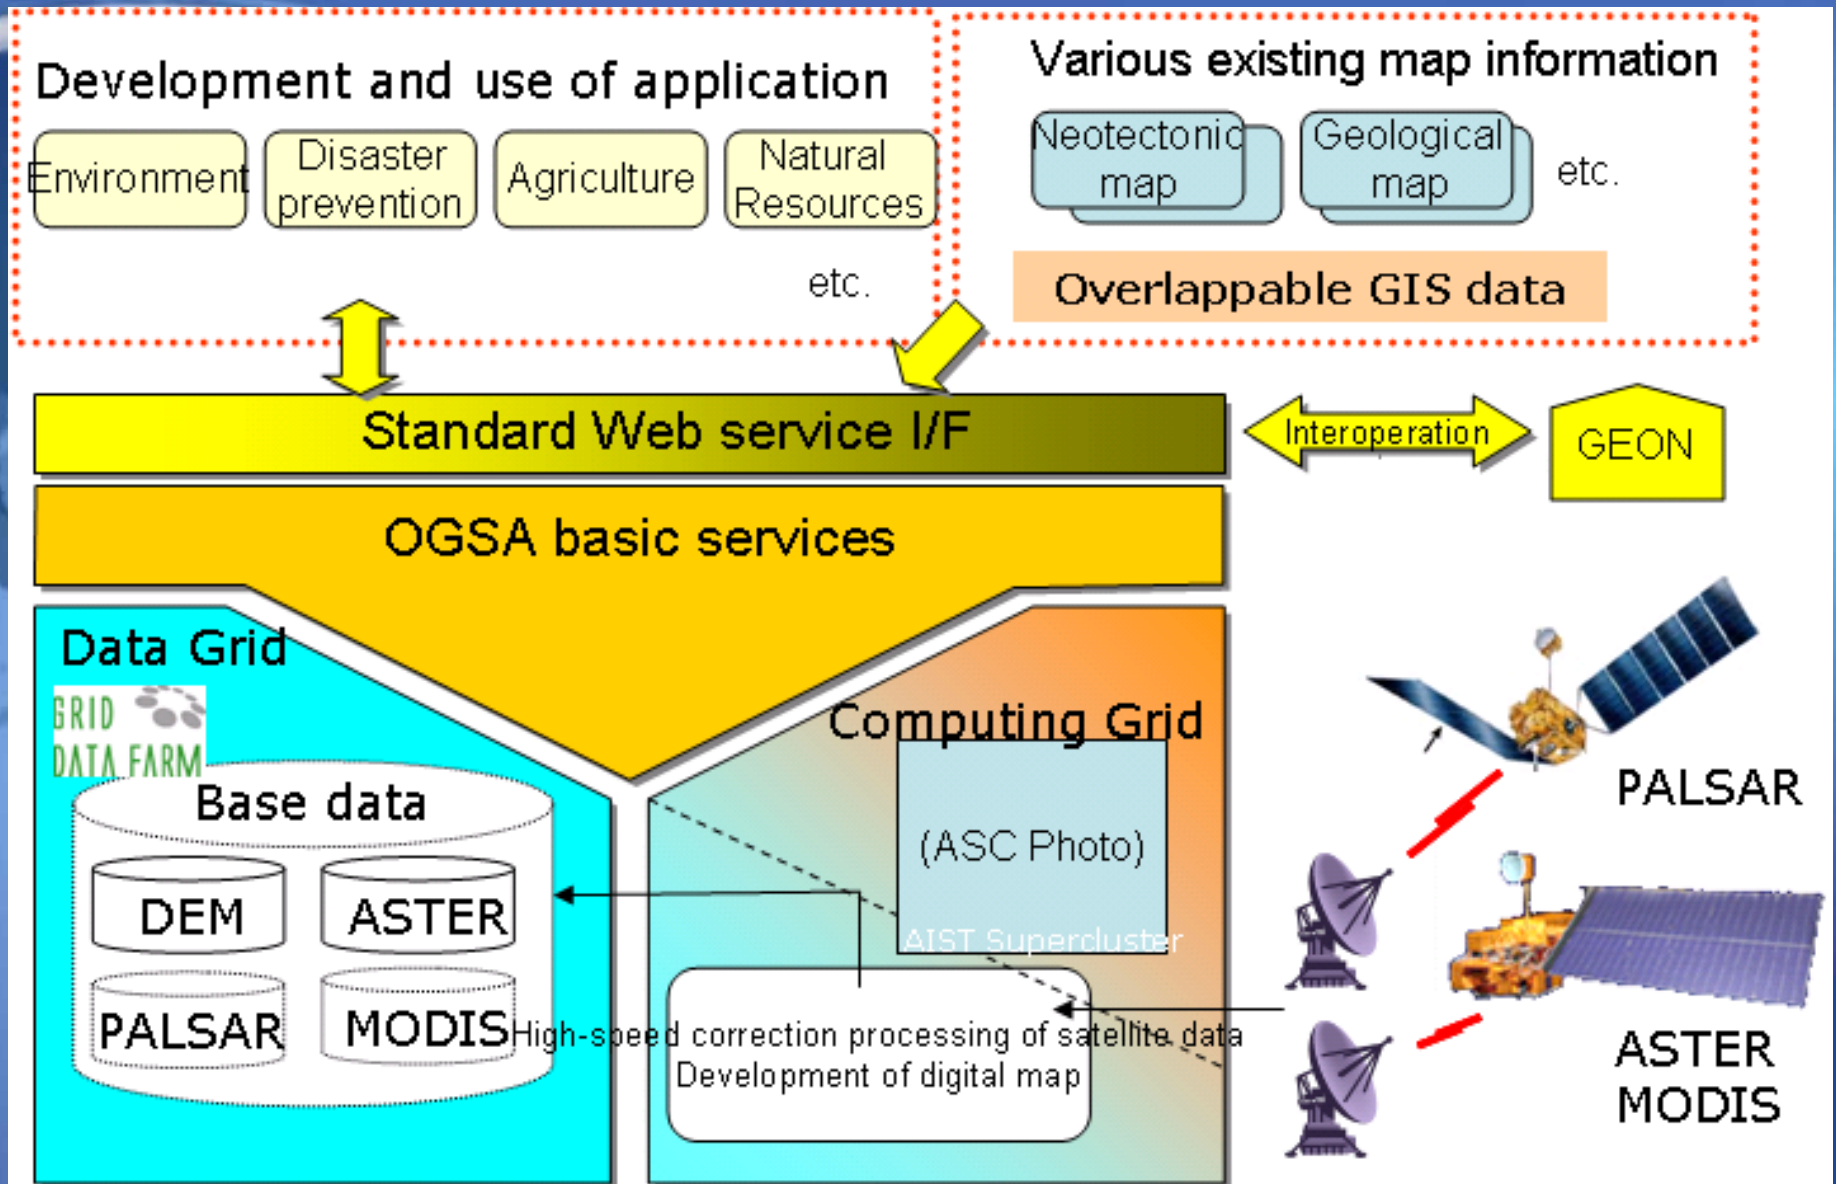 Development and use of application
Environment
Disaster
prevention
Agriculture
Natural
Resources
etc.
Various existing map information
Neotectonic
map
Geological
map
etc.
Overlappable GIS data
Standard Web service I/F
Interoperation
GEON
OGSA basic services
Data Grid
GRID
DATA FARM
Base data
DEM
ASTER
PALSAR
MODIS
Computing Grid
(ASC Photo)
AIST Supercluster
High-speed correction processing of satellite data
Development of digital map
PALSAR
ASTER
MODIS